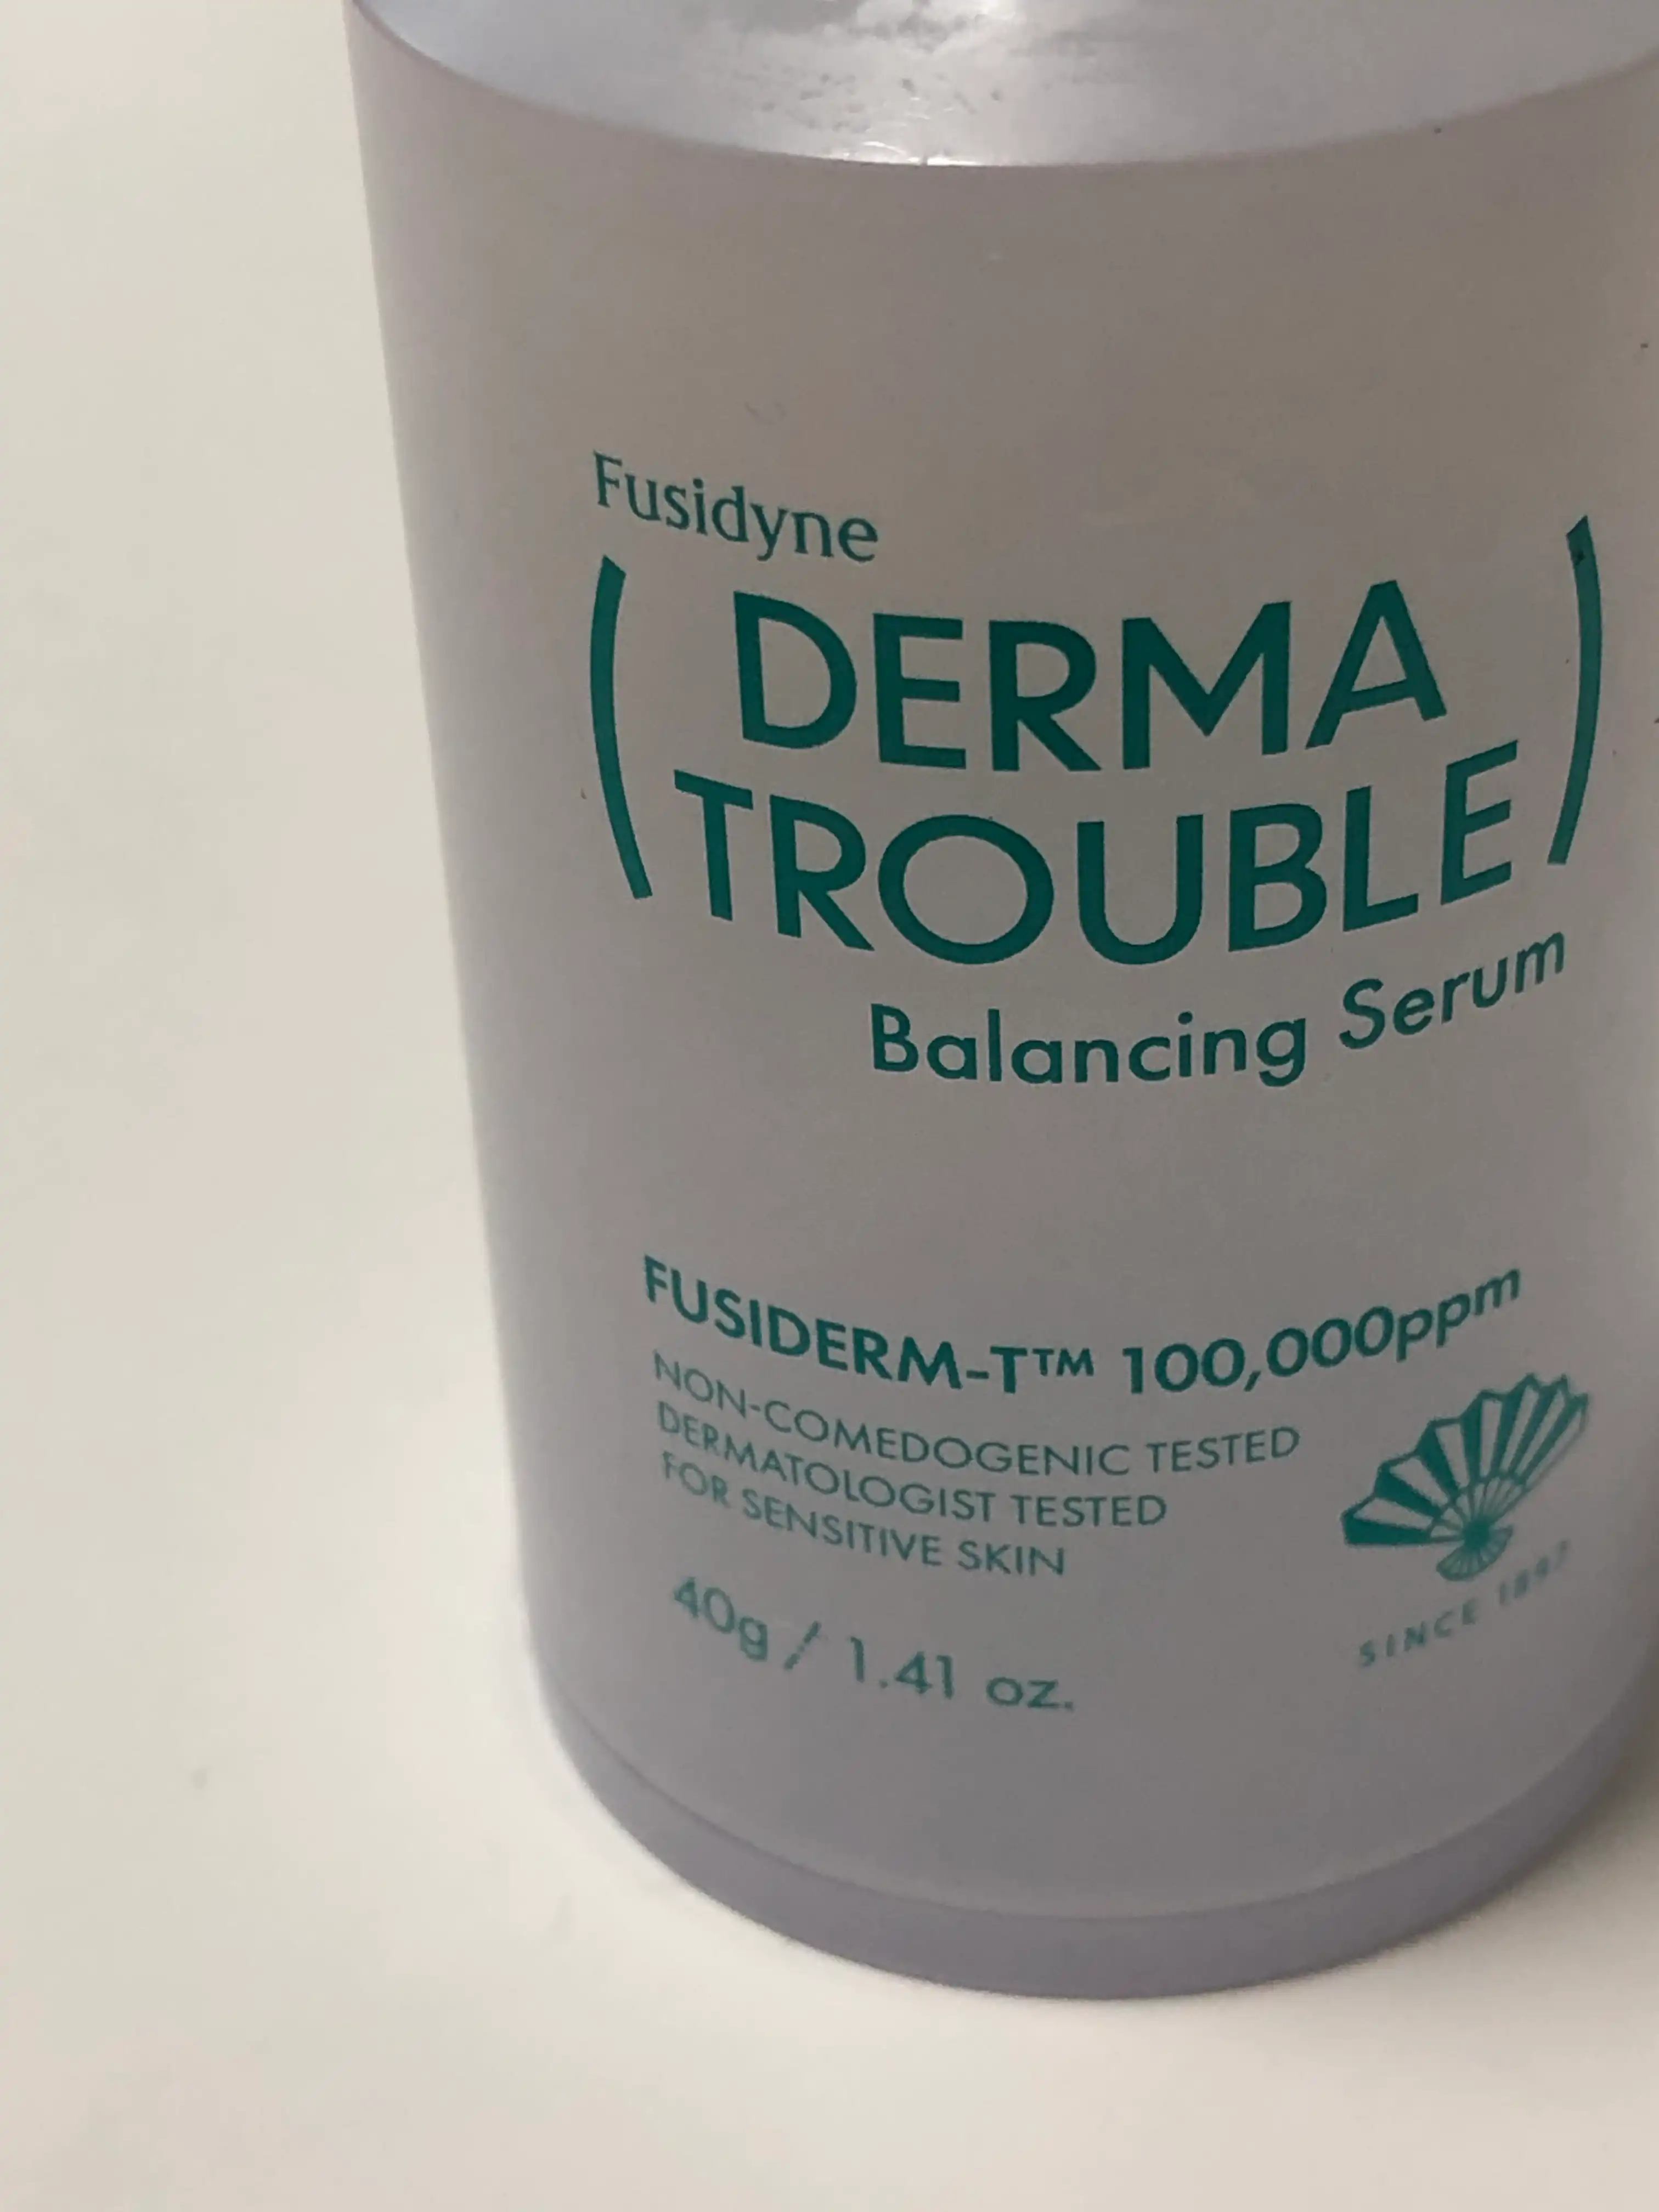 Fusidyne
( DERMA
TROUBLE )
Balancing Serum
FUSIDERM-T™ 100,000ppm
NON-COMEDOGENIC TESTED
DERMATOLOGIST TESTED
FOR SENSITIVE SKIN
40g / 1.41 oz.
SINCE 1897